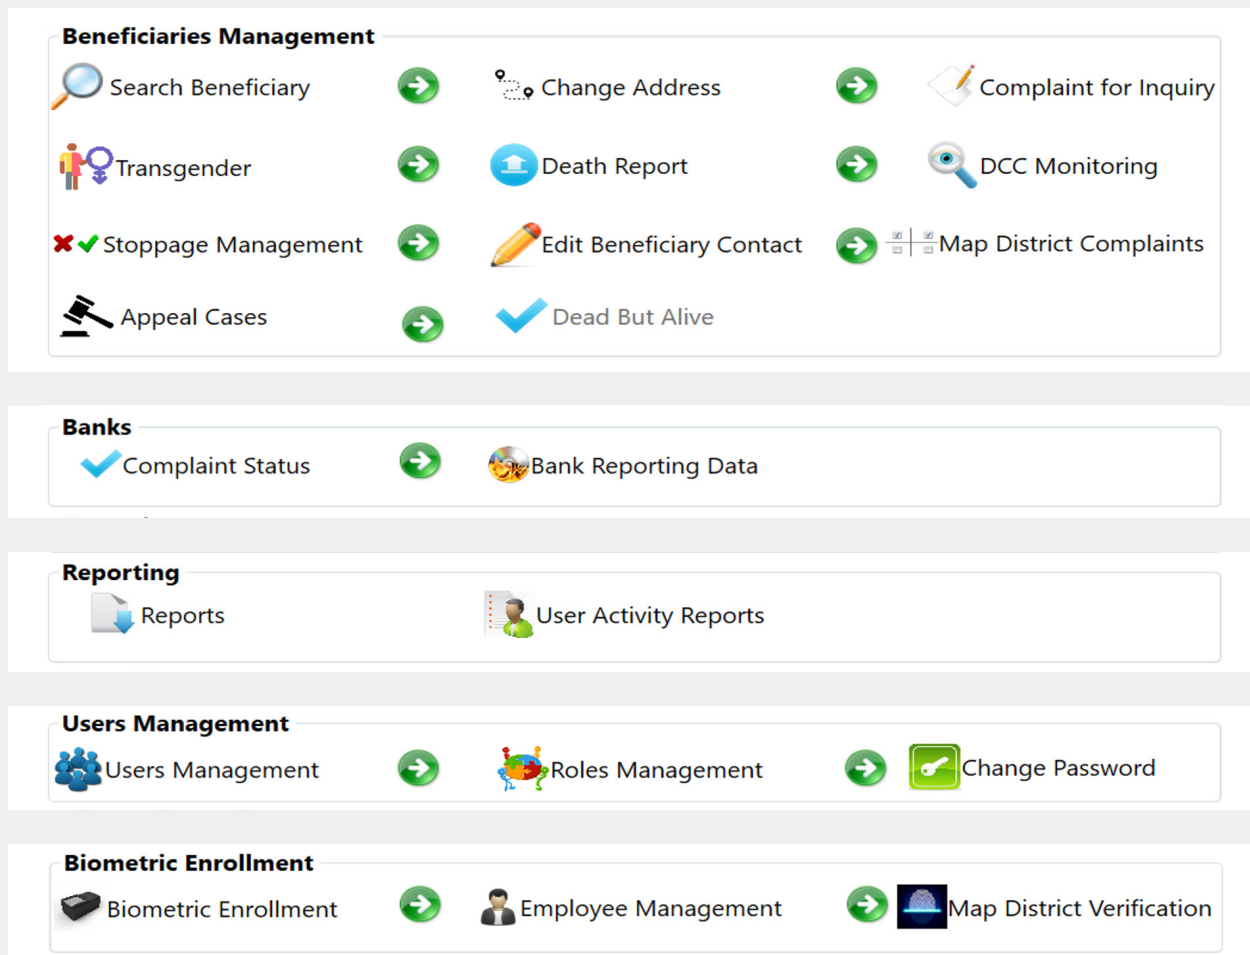 Beneficiaries Management
Search Beneficiary Change Address Complaint for Inquiry
Transgender Death Report DCC Monitoring
Stoppage Management Edit Beneficiary Contact Map District Complaints
Appeal Cases Dead But Alive
Banks
Complaint Status Bank Reporting Data
Reporting
Reports User Activity Reports
Users Management
Users Management Roles Management Change Password
Biometric Enrollment
Biometric Enrollment Employee Management Map District Verification